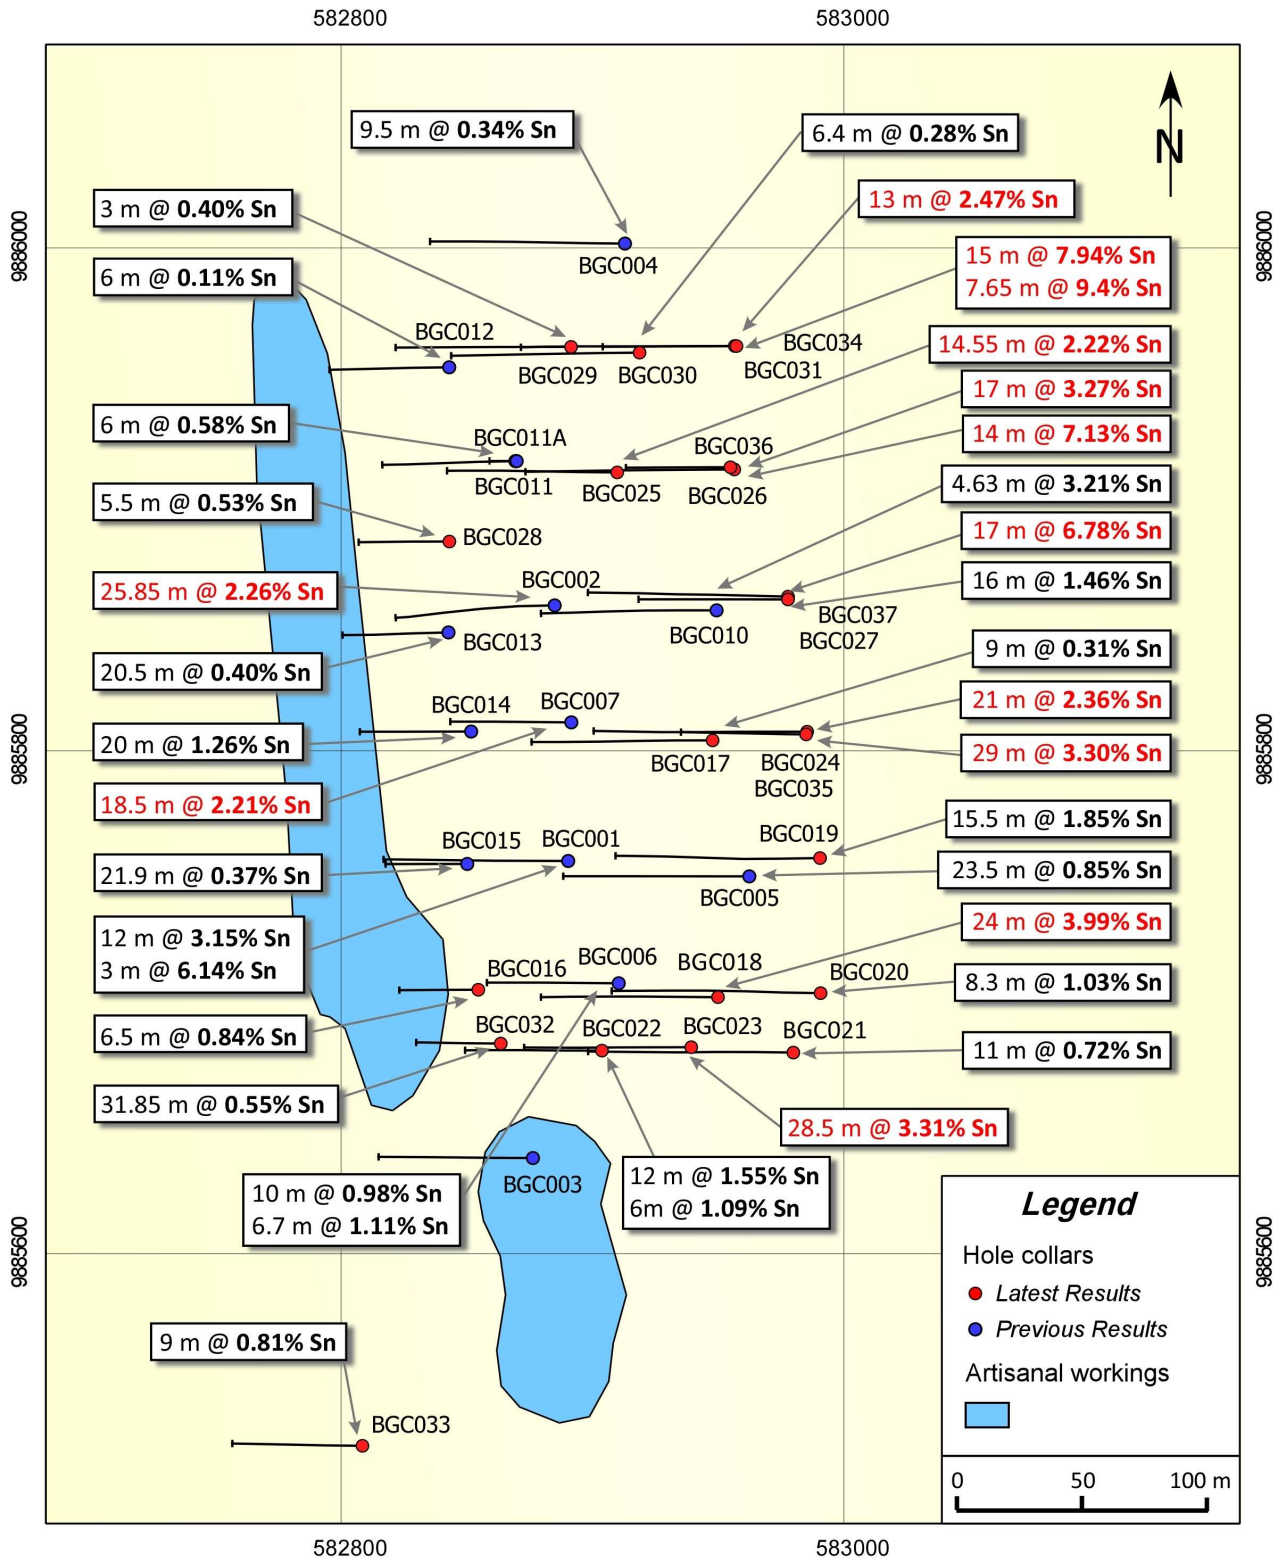 582800
583000
9.5 m @ 0.34% Sn
6.4 m @ 0.28% Sn
N
13 m @ 2.47% Sn
3 m @ 0.40% Sn
9886000
9886000
BGC004
15 m @ 7.94% Sn
7.65 m @ 9.4% Sn
6 m @ 0.11% Sn
BGC012
BGC034
14.55 m @ 2.22% Sn
BGC029
BGC030
BGC031
17 m @ 3.27% Sn
6 m @ 0.58% Sn
BGC011A
BGC036
14 m @ 7.13% Sn
BGC011
BGC025
BGC026
4.63 m @ 3.21% Sn
5.5 m @ 0.53% Sn
BGC028
17 m @ 6.78% Sn
25.85 m @ 2.26% Sn
BGC002
16 m @ 1.46% Sn
BGC037
BGC013
BGC010
BGC027
9 m @ 0.31% Sn
20.5 m @ 0.40% Sn
BGC014
BGC007
21 m @ 2.36% Sn
9885800
9885800
20 m @ 1.26% Sn
BGC017
BGC024
BGC035
29 m @ 3.30% Sn
18.5 m @ 2.21% Sn
15.5 m @ 1.85% Sn
BGC015
BGC001
BGC019
21.9 m @ 0.37% Sn
23.5 m @ 0.85% Sn
BGC005
12 m @ 3.15% Sn
3 m @ 6.14% Sn
24 m @ 3.99% Sn
BGC016
BGC006
BGC018
BGC020
8.3 m @ 1.03% Sn
6.5 m @ 0.84% Sn
BGC032
BGC022
BGC023
BGC021
11 m @ 0.72% Sn
31.85 m @ 0.55% Sn
28.5 m @ 3.31% Sn
BGC003
10 m @ 0.98% Sn
6.7 m @ 1.11% Sn
12 m @ 1.55% Sn
6m @ 1.09% Sn
9885600
9885600
Legend
Hole collars
Latest Results
Previous Results
Artisanal workings
9 m @ 0.81% Sn
BGC033
0 50 100 m
582800
583000